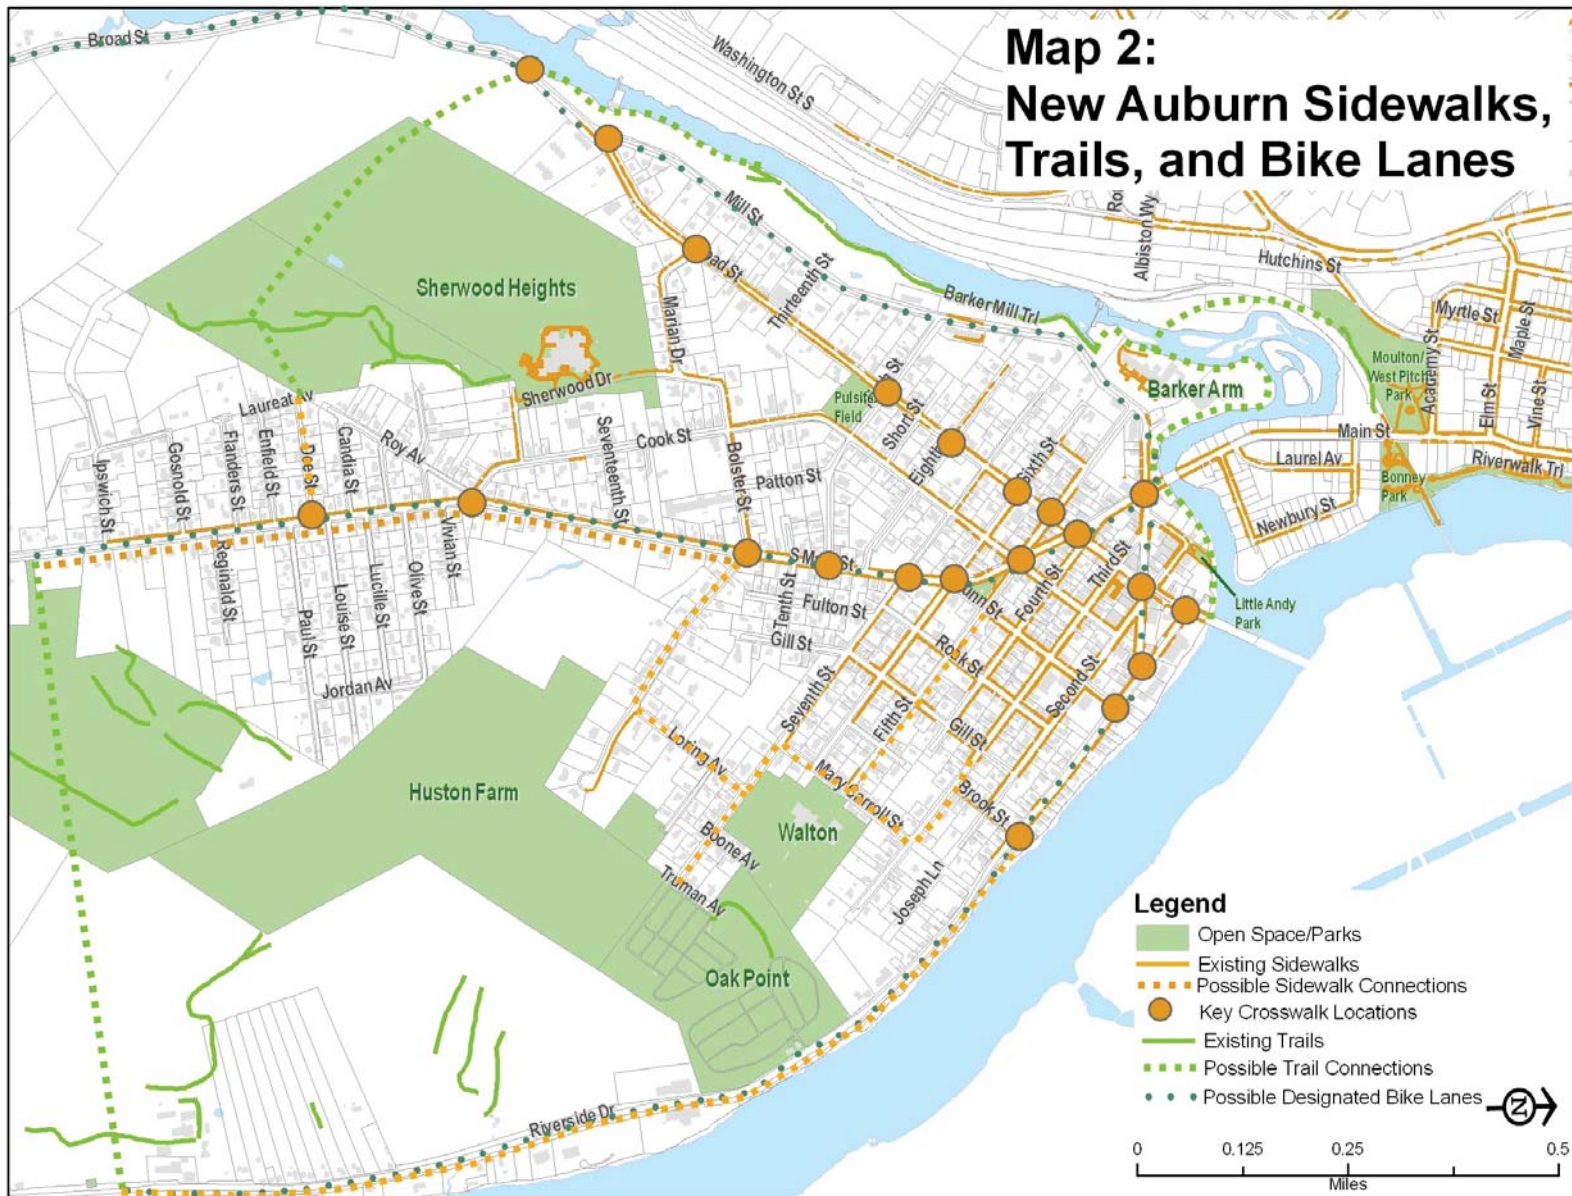 Map 2:
New Auburn Sidewalks,
Trails, and Bike Lanes
Broad St
Washington St S
Albiston Wy
Hutchins St
Mill St
Thirteenth St
Barker Mill Trl
Myrtle St
Maple St
Academy St
Moulton/
West Pitch
Park
Elm St
Vine St
Main St
Laurel Av
Riverwalk Trl
Bonney
Park
Newbury St
Barker Arm
Sherwood Heights
Marian Dr
Sherwood Dr
Pulsifer
Field
Short St
Sixth St
Laureat Av
Roy Av
Cook St
Seventeenth St
Bolster St
Patton St
Ipswich St
Gosnold St
Flanders St
Enfield St
Doe St
Candia St
Vivian St
Reginald St
Paul St
Louise St
Lucille St
Olive St
Jordan Av
Third St
Fourth St
Tenth St
Fulton St
Gill St
Roak St
Second St
Little Andy
Park
Seventh St
Fifth St
Gill St
Loring Av
Mary Carroll St
Brook St
Huston Farm
Walton
Boone Av
Truman Av
Joseph Ln
Oak Point
Riverside Dr
Legend
Open Space/Parks
Existing Sidewalks
Possible Sidewalk Connections
Key Crosswalk Locations
Existing Trails
Possible Trail Connections
Possible Designated Bike Lanes
N
0 0.125 0.25 0.5
Miles